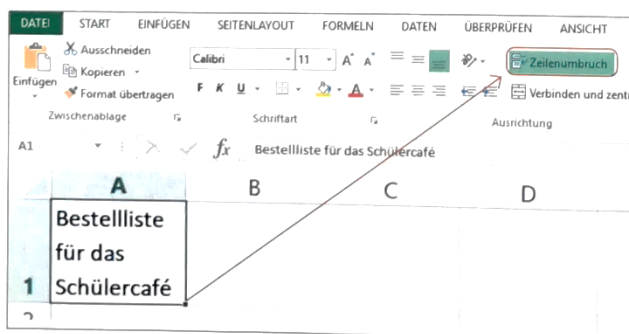 DATEI START EINFÜGEN SEITENLAYOUT FORMELN DATEN ÜBERPRÜFEN ANSICHT
Ausschneiden
Kopieren
Format übertragen
Einfügen
Calibri 11 A A
Zeilenumbruch
F K U A
Verbinden und zent
Zwischenablage Schriftart Ausrichtung
A1 fx Bestellliste für das Schülercafé
A B C D
1 Bestellliste
für das
Schülercafé